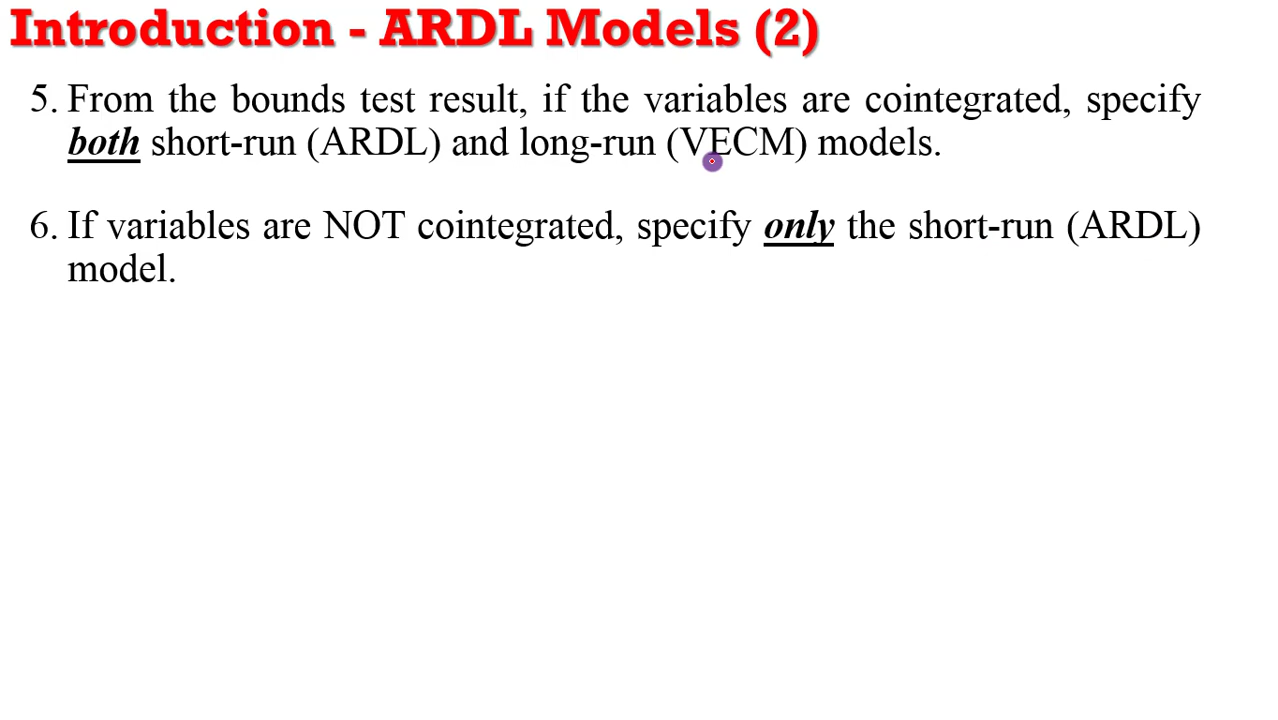 Introduction - ARDL Models (2)
5. From the bounds test result, if the variables are cointegrated, specify
both short-run (ARDL) and long-run (VECM) models.
6. If variables are NOT cointegrated, specify only the short-run (ARDL)
model.